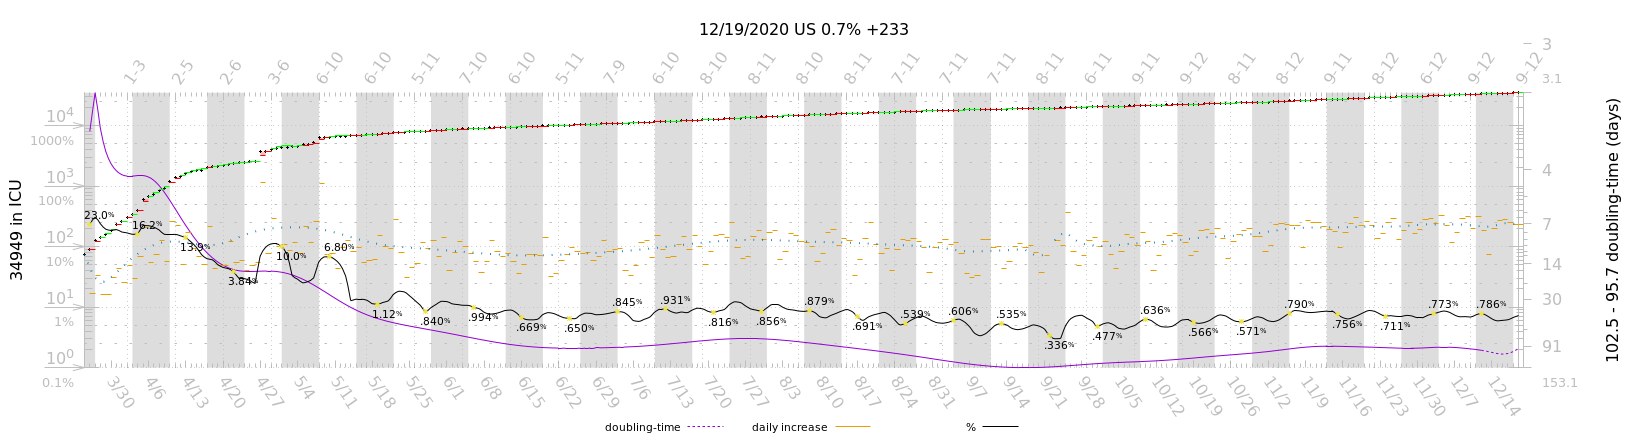 12/19/2020 US 0.7% +233
1-3 2-5 2-6 3-6 6-10 6-10 5-11 7-10 6-10 5-11 7-9 6-10 8-10 8-11 8-10 8-11 7-11 7-11 7-11 8-11 6-11 9-11 9-12 8-11 8-12 9-11 8-12 6-12 9-12 9-12
34949 in ICU
10⁴
1000%
10³
100%
10²
10%
10¹
1%
10⁰
0.1%
3
3.1
4
7
14
30
91
153.1
102.5 - 95.7 doubling-time (days)
23.0% 16.2% 13.9% 3.84% 10.0% 6.80% 1.12% .840% .994% .669% .650% .845% .931% .816% .856% .879% .691% .539% .606% .535% .336% .477% .636% .566% .571% .790% .756% .711% .773% .786%
3/30 4/6 4/13 4/20 4/27 5/4 5/11 5/18 5/25 6/1 6/8 6/15 6/22 6/29 7/6 7/13 7/20 7/27 8/3 8/10 8/17 8/24 8/31 9/7 9/14 9/21 9/28 10/5 10/12 10/19 10/26 11/2 11/9 11/16 11/23 11/30 12/7 12/14
doubling-time daily increase %